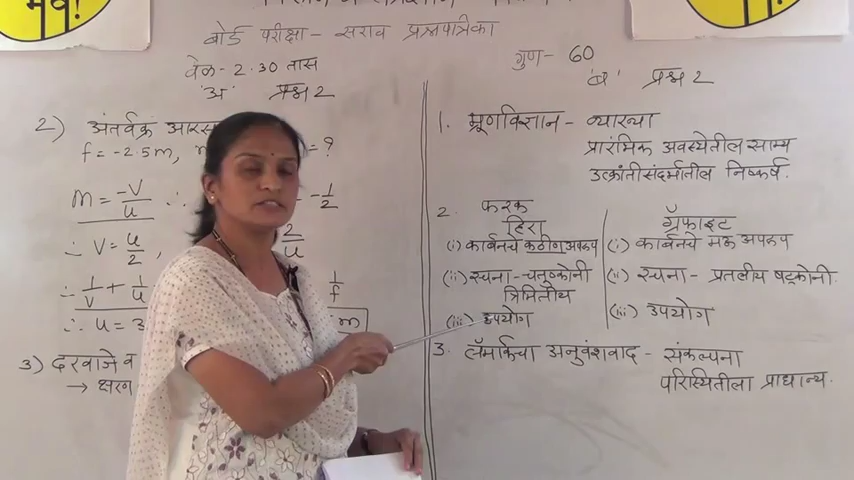 बोर्ड परीक्षा - सराव प्रश्नपत्रिका
वेळ - 2.30 तास
गुण - 60
'अ' प्रश्न 2
2) अंतर्वक्र आरस
f = -2.5m, = ?
m = -v/u ∴ = -1/2
∴ v = u/2, 2/u
∴ 1/v + 1/u 1/f
∴ u = 3 m
3) दरवाजे व
→ क्षरण
'ब' प्रश्न 2
1. भ्रूणविज्ञान - व्याख्या
प्रारंभिक अवस्थेतील साम्य
उत्क्रांतीसंदर्भातील निष्कर्ष.
2. फरक
हिरा
(i) कार्बनचे कठीण अपरुप
(ii) रचना - चतुष्कोनी
त्रिमितीय
(iii) उपयोग
ग्रॅफाइट
(i) कार्बनचे मऊ अपरुप
(ii) रचना - प्रतलीय षट्कोनी.
(iii) उपयोग
3. लॅमार्कचा अनुवंशवाद - संकल्पना
परिस्थितीला प्राधान्य.